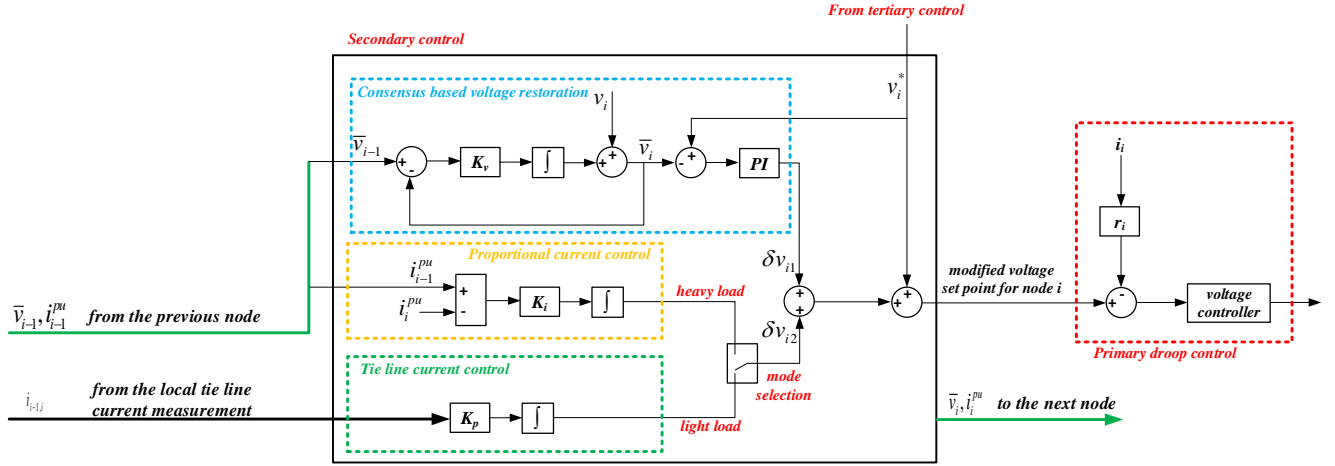 From tertiary control
Secondary control
v_i^*
Consensus based voltage restoration
v_i
v̅_{i-1}
+
-
K_v
∫
+
+
v̅_i
-
+
PI
i_i
r_i
Proportional current control
i_{i-1}^{pu}
i_i^{pu}
+
-
K_i
∫
heavy load
δv_{i1}
+
+
δv_{i2}
+
+
modified voltage
set point for node i
+
-
voltage
controller
Primary droop control
v̅_{i-1}, i_{i-1}^{pu} from the previous node
Tie line current control
mode
selection
from the local tie line
current measurement
i_{i-1,i}
K_p
∫
light load
v̅_i, i_i^{pu} to the next node